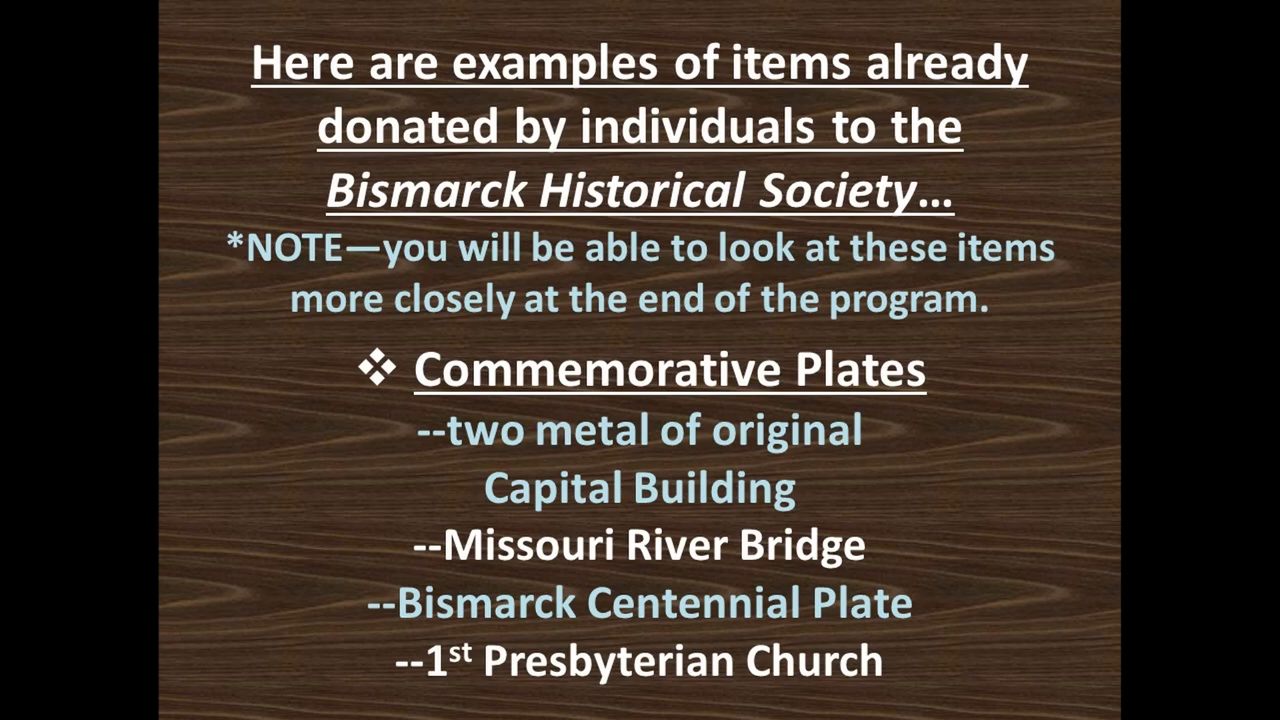 Here are examples of items already
donated by individuals to the
Bismarck Historical Society...
*NOTE—you will be able to look at these items
more closely at the end of the program.
❖ Commemorative Plates
--two metal of original
Capital Building
--Missouri River Bridge
--Bismarck Centennial Plate
--1st Presbyterian Church